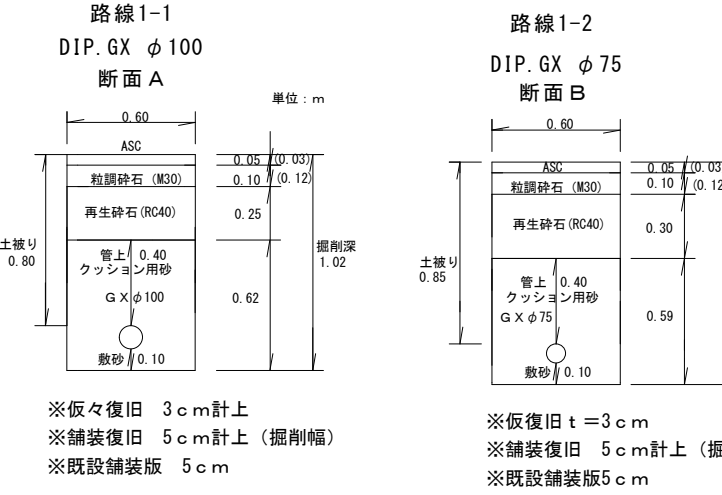 路線1-1
DIP.GX φ100
断面A
単位：m
0.60
ASC
0.05 (0.03)
粒調砕石 (M30)
0.10 (0.12)
再生砕石(RC40)
0.25
土被り
0.80
管上 0.40
クッション用砂
GXφ100
0.62
掘削深
1.02
敷砂 0.10
※仮々復旧 3cm計上
※舗装復旧 5cm計上（掘削幅）
※既設舗装版 5cm
路線1-2
DIP.GX φ75
断面B
0.60
ASC
0.05 (0.03
粒調砕石 (M30)
0.10 (0.12
再生砕石(RC40)
0.30
土被り
0.85
管上 0.40
クッション用砂
GXφ75
0.59
敷砂 0.10
※仮復旧t=3cm
※舗装復旧 5cm計上（掘
※既設舗装版5cm